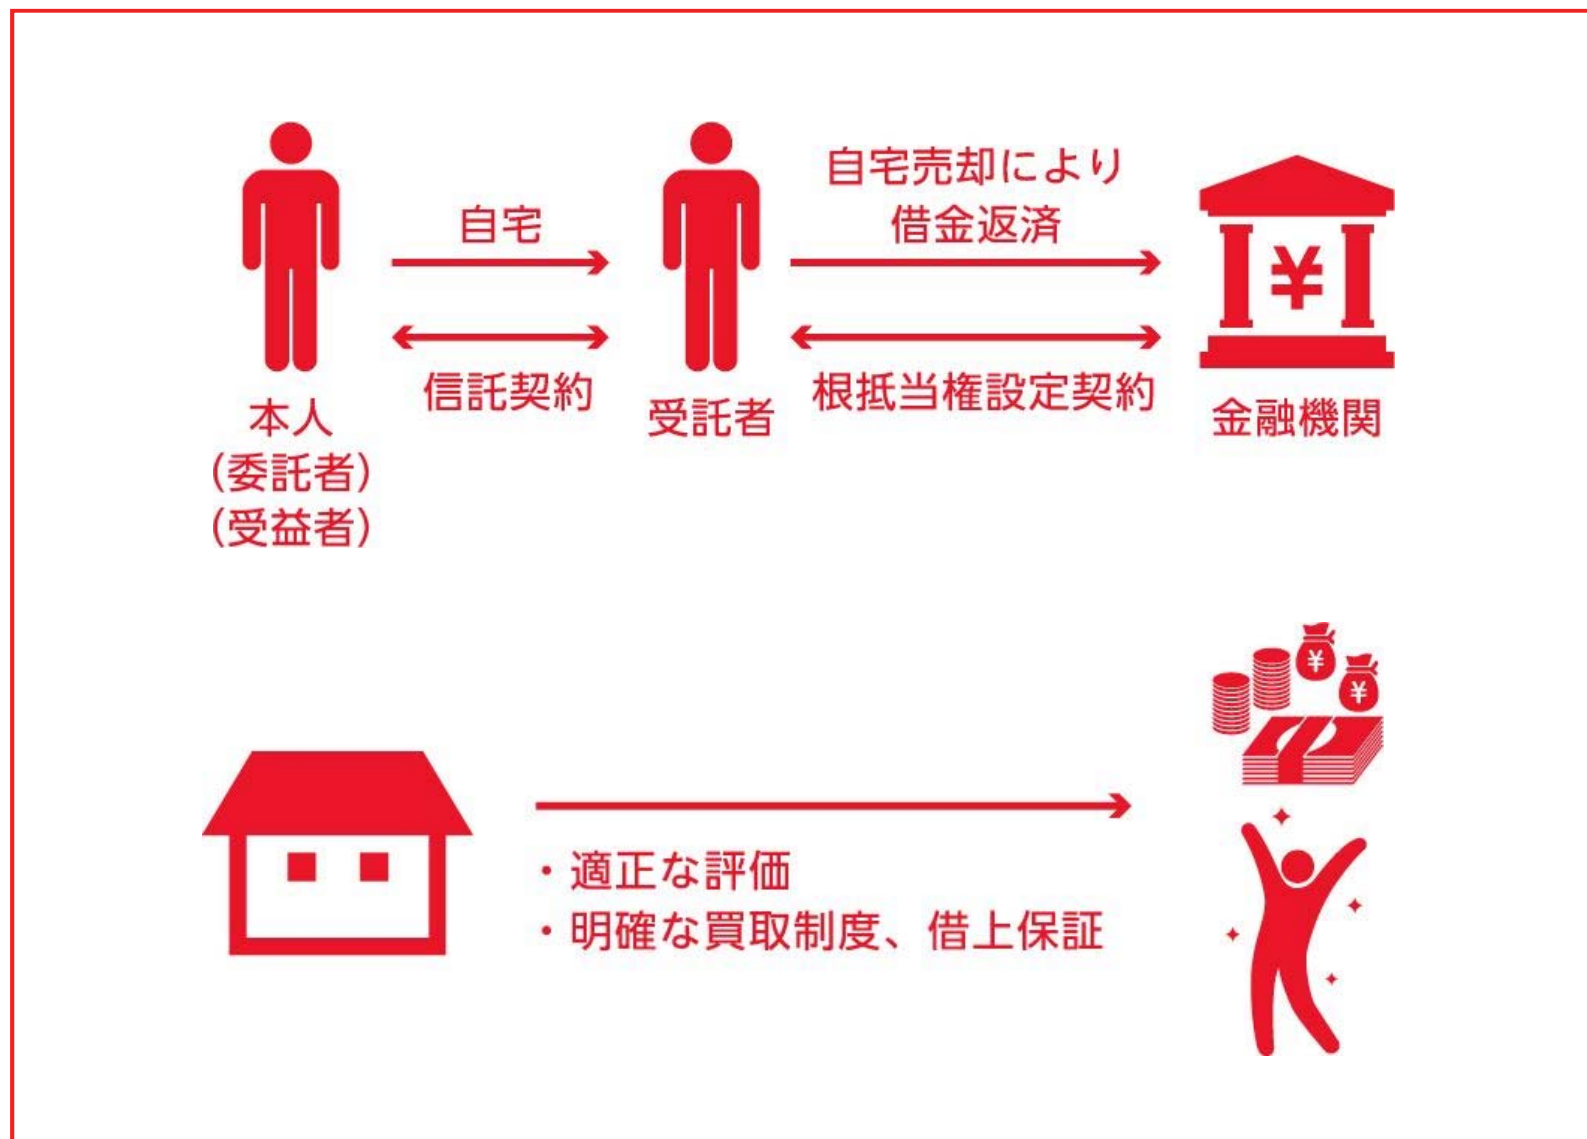 自宅
信託契約
本人
(委託者)
(受益者)
受託者
自宅売却により
借金返済
根抵当権設定契約
¥
金融機関
¥
¥
・適正な評価
・明確な買取制度、借上保証